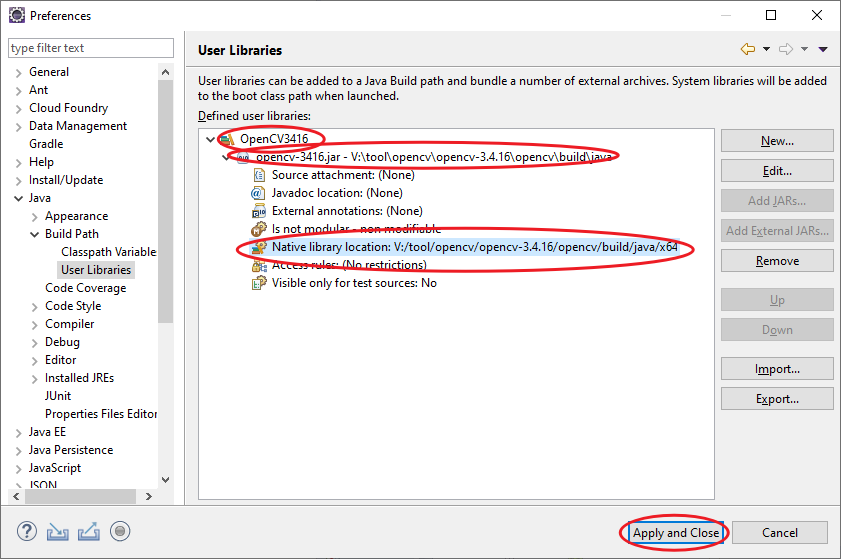 Preferences
type filter text
General
Ant
Cloud Foundry
Data Management
Gradle
Help
Install/Update
Java
Appearance
Build Path
Classpath Variable
User Libraries
Code Coverage
Code Style
Compiler
Debug
Editor
Installed JREs
JUnit
Properties Files Editor
Java EE
Java Persistence
JavaScript
JSON
User Libraries
User libraries can be added to a Java Build path and bundle a number of external archives. System libraries will be added
to the boot class path when launched.
Defined user libraries:
OpenCV3416
opencv-3416.jar - V:\tool\opencv\opencv-3.4.16\opencv\build\java
Source attachment: (None)
Javadoc location: (None)
External annotations: (None)
Is not modular - non modifiable
Native library location: V:/tool/opencv/opencv-3.4.16/opencv/build/java/x64
Access rules: (No restrictions)
Visible only for test sources: No
New...
Edit...
Add JARs...
Add External JARs...
Remove
Up
Down
Import...
Export...
Apply and Close
Cancel